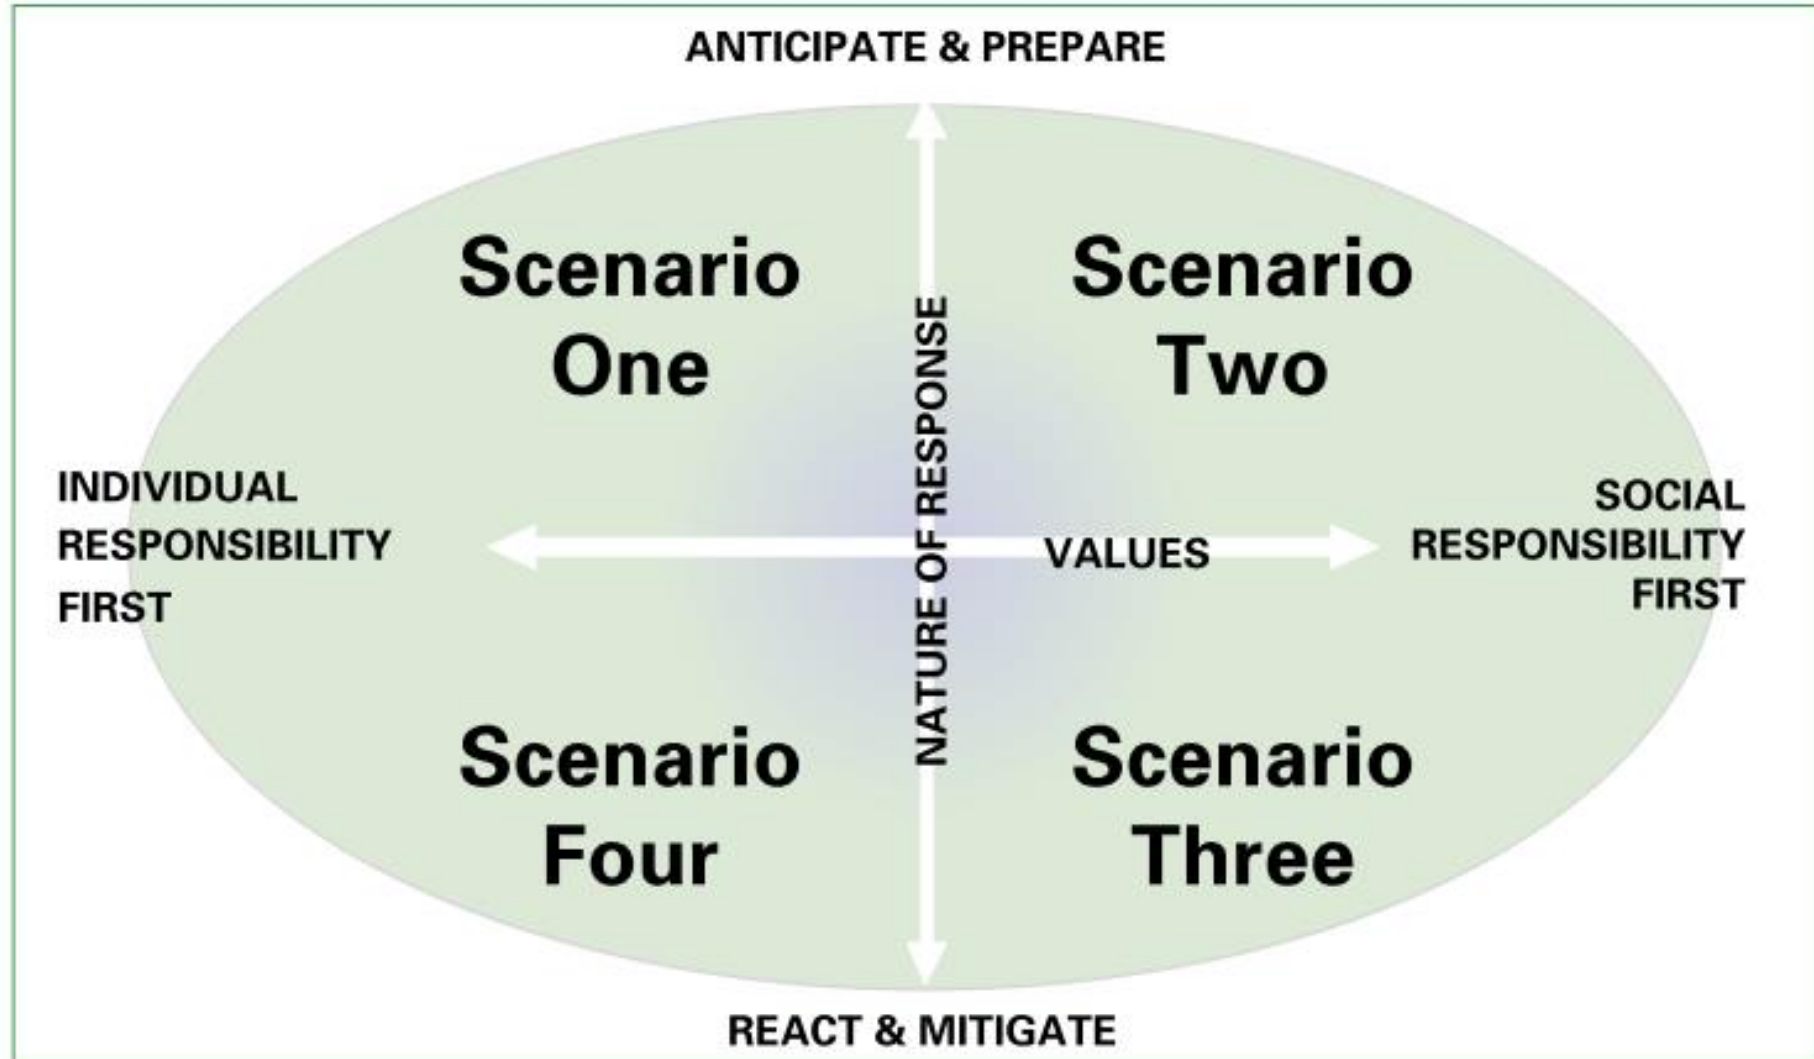 ANTICIPATE & PREPARE
Scenario
One
Scenario
Two
NATURE OF RESPONSE
INDIVIDUAL
RESPONSIBILITY
FIRST
VALUES
SOCIAL
RESPONSIBILITY
FIRST
Scenario
Four
Scenario
Three
REACT & MITIGATE